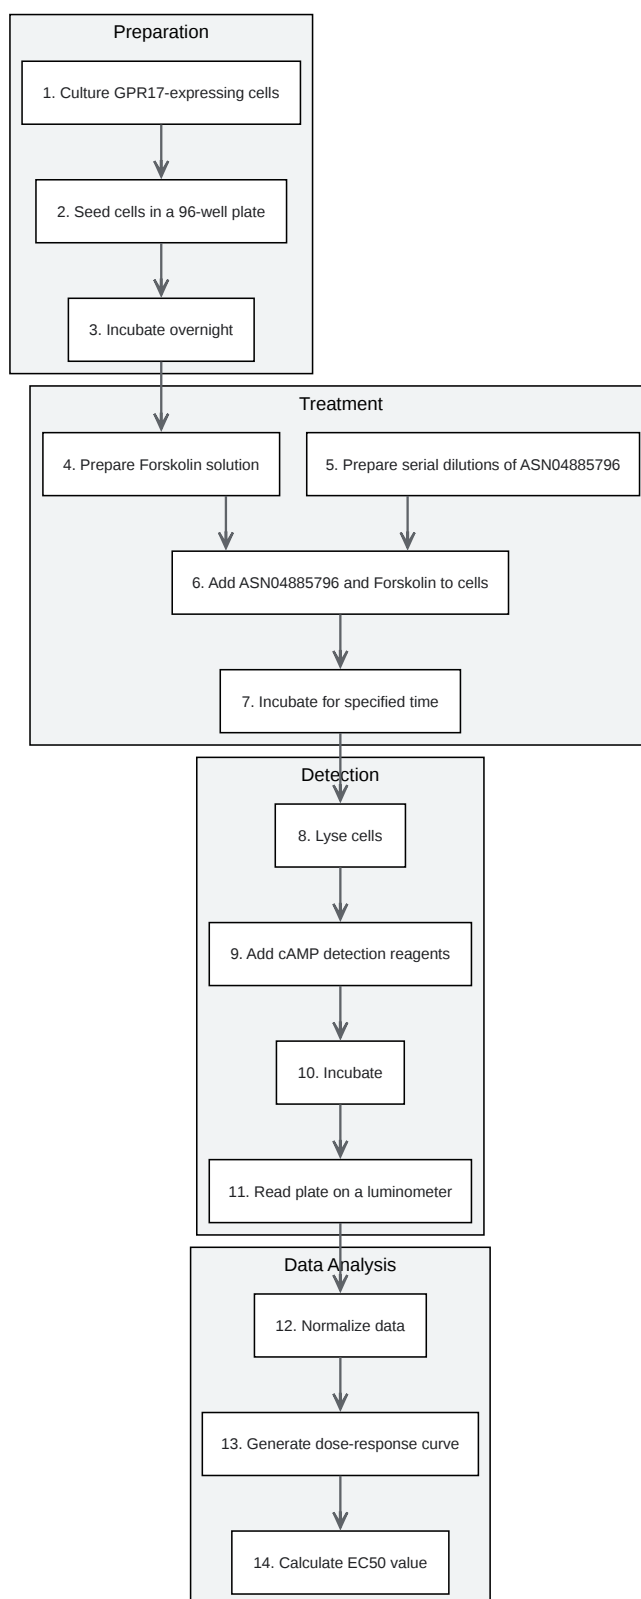 Preparation
1. Culture GPR17-expressing cells
2. Seed cells in a 96-well plate
3. Incubate overnight
Treatment
4. Prepare Forskolin solution
5. Prepare serial dilutions of ASN04885796
6. Add ASN04885796 and Forskolin to cells
7. Incubate for specified time
Detection
8. Lyse cells
9. Add cAMP detection reagents
10. Incubate
11. Read plate on a luminometer
Data Analysis
12. Normalize data
13. Generate dose-response curve
14. Calculate EC50 value